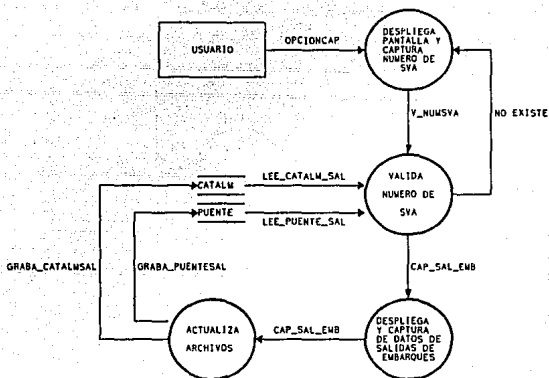 USUARIO
OPCIONCAP
DESPLIEGA
PANTALLA Y
CAPTURA
NUMERO DE
SVA
V_NUMSVA
NO EXISTE
CATALM
LEE_CATALM_SAL
PUENTE
LEE_PUENTE_SAL
VALIDA
NUMERO DE
SVA
GRABA_CATALMSAL
GRABA_PUENTESAL
CAP_SAL_EMB
ACTUALIZA
ARCHIVOS
CAP_SAL_EMB
DESPLIEGA
Y CAPTURA
DE DATOS DE
SALIDAS DE
EMBARQUES